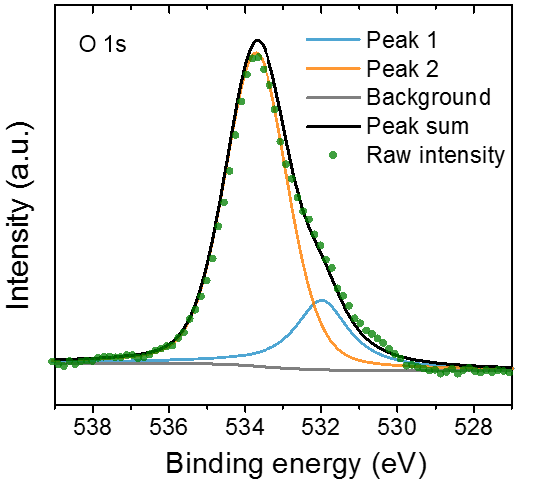 O 1s
Peak 1
Peak 2
Background
Peak sum
Raw intensity
Intensity (a.u.)
538 536 534 532 530 528
Binding energy (eV)